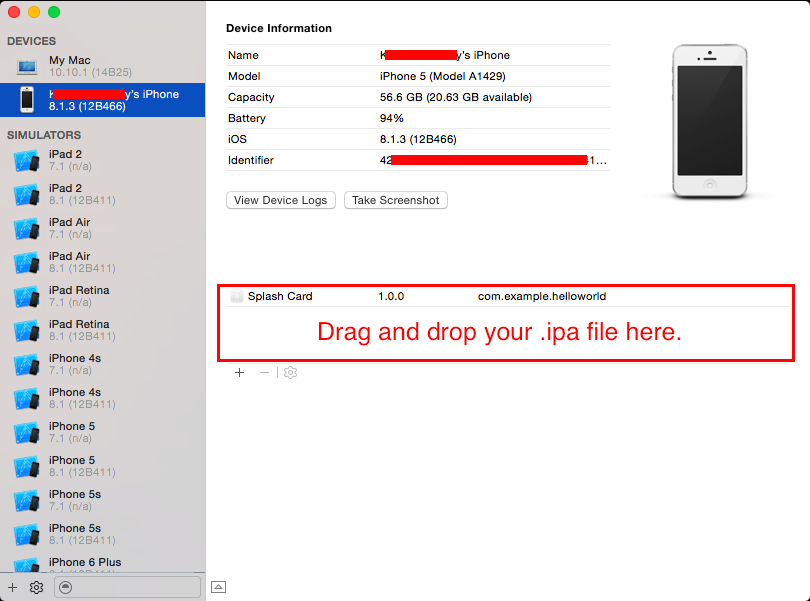 DEVICES
My Mac
10.10.1 (14B25)
y's iPhone
8.1.3 (12B466)
SIMULATORS
iPad 2
7.1 (n/a)
iPad 2
8.1 (12B411)
iPad Air
7.1 (n/a)
iPad Air
8.1 (12B411)
iPad Retina
7.1 (n/a)
iPad Retina
8.1 (12B411)
iPhone 4s
7.1 (n/a)
iPhone 4s
8.1 (12B411)
iPhone 5
7.1 (n/a)
iPhone 5
8.1 (12B411)
iPhone 5s
7.1 (n/a)
iPhone 5s
8.1 (12B411)
iPhone 6 Plus
Device Information
Name K y's iPhone
Model iPhone 5 (Model A1429)
Capacity 56.6 GB (20.63 GB available)
Battery 94%
iOS 8.1.3 (12B466)
Identifier 42 1...
View Device Logs Take Screenshot
Splash Card 1.0.0 com.example.helloworld
Drag and drop your .ipa file here.